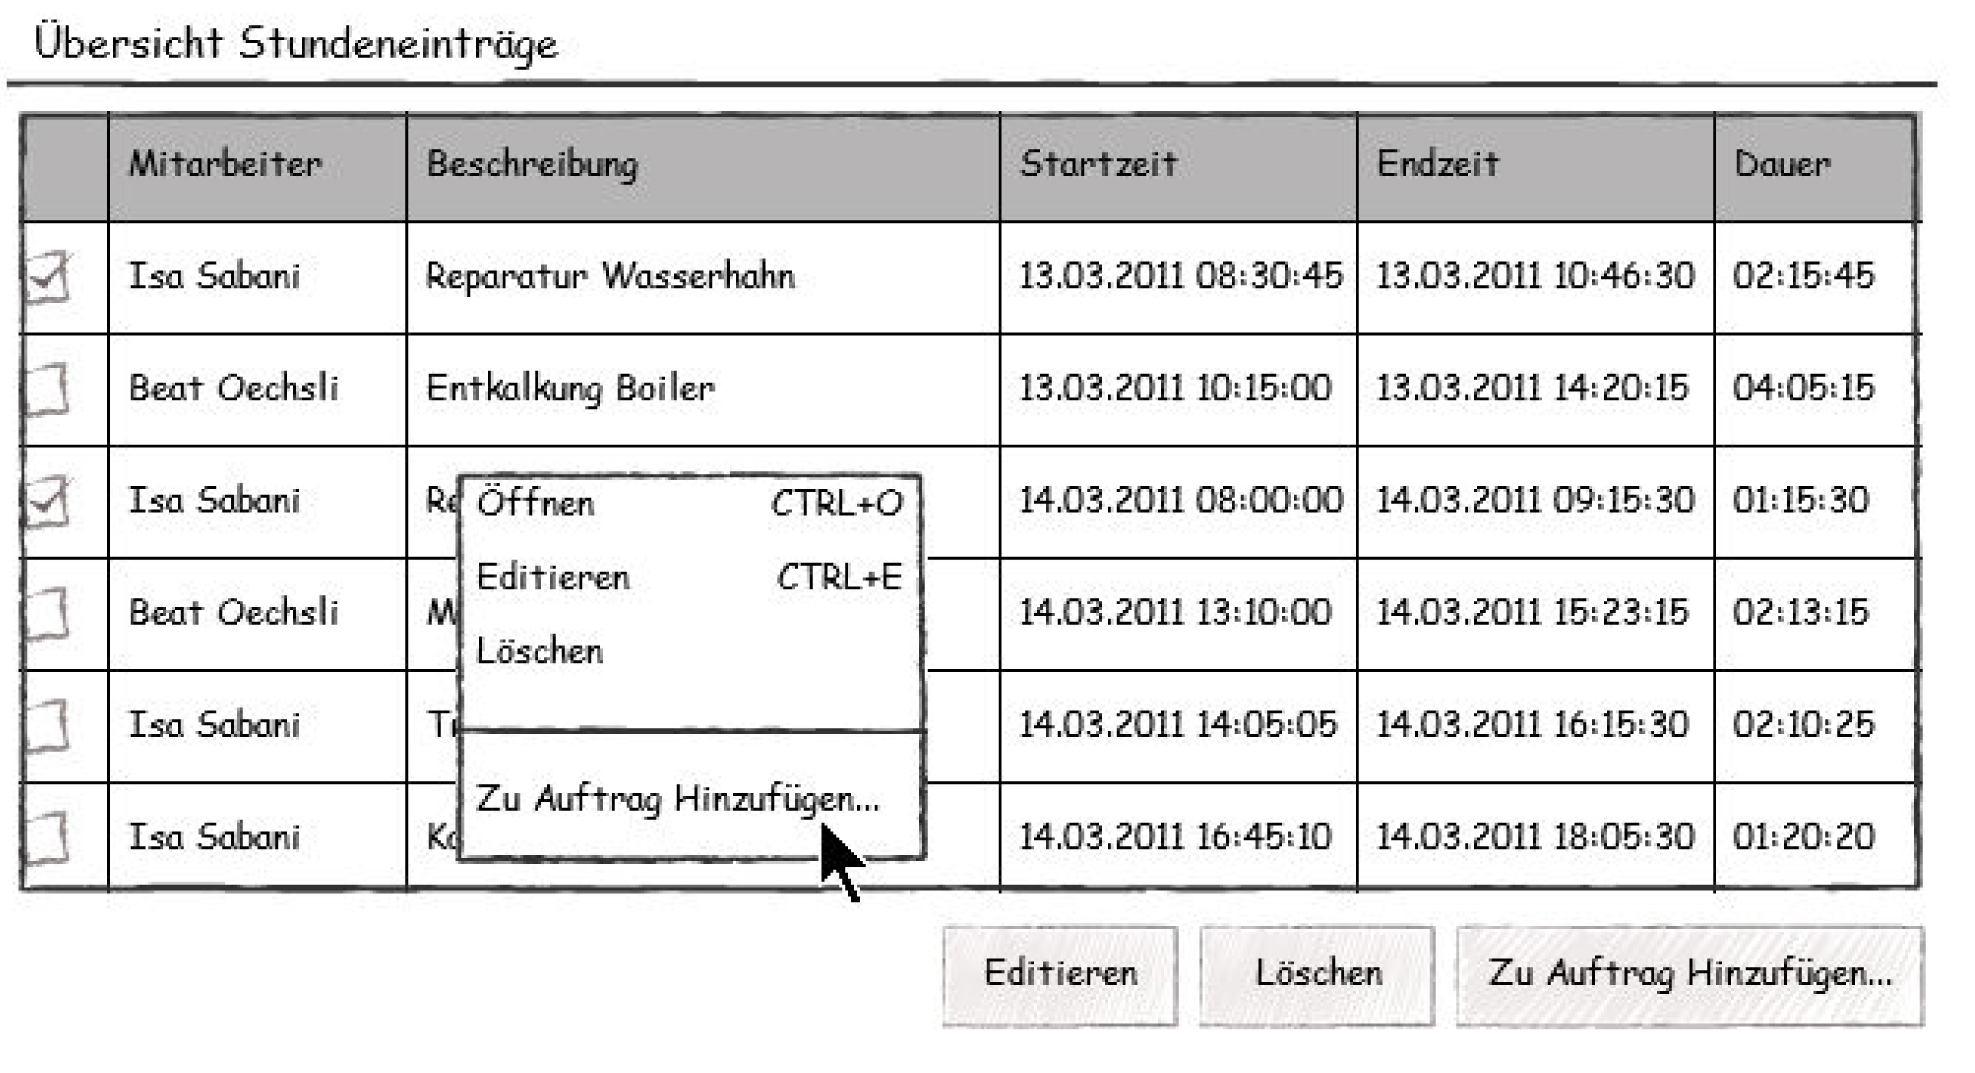 Übersicht Stundeneinträge
Mitarbeiter Beschreibung Startzeit Endzeit Dauer
Isa Sabani Reparatur Wasserhahn 13.03.2011 08:30:45 13.03.2011 10:46:30 02:15:45
Beat Oechsli Entkalkung Boiler 13.03.2011 10:15:00 13.03.2011 14:20:15 04:05:15
Isa Sabani 14.03.2011 08:00:00 14.03.2011 09:15:30 01:15:30
Beat Oechsli 14.03.2011 13:10:00 14.03.2011 15:23:15 02:13:15
Isa Sabani 14.03.2011 14:05:05 14.03.2011 16:15:30 02:10:25
Isa Sabani 14.03.2011 16:45:10 14.03.2011 18:05:30 01:20:20
Öffnen CTRL+O
Editieren CTRL+E
Löschen
Zu Auftrag Hinzufügen...
Editieren Löschen Zu Auftrag Hinzufügen...